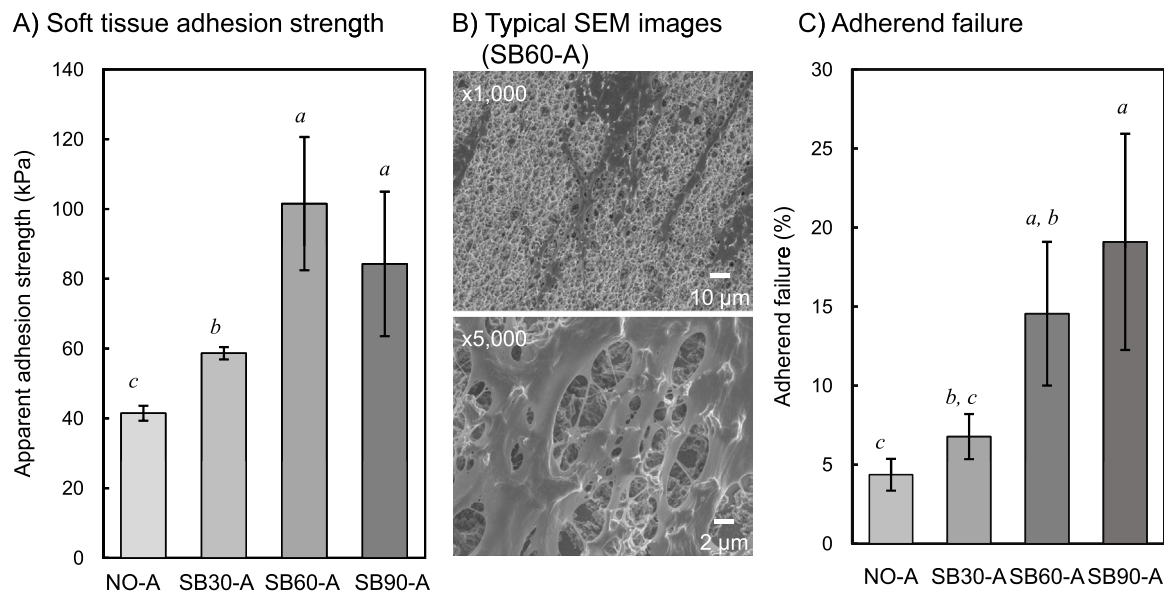 A) Soft tissue adhesion strength
Apparent adhesion strength (kPa)
140
120
100
80
60
40
20
0
c
b
a
a
NO-A SB30-A SB60-A SB90-A
B) Typical SEM images
(SB60-A)
x1,000
10 μm
x5,000
2 μm
C) Adherend failure
Adherend failure (%)
30
25
20
15
10
5
0
c
b, c
a, b
a
NO-A SB30-A SB60-A SB90-A